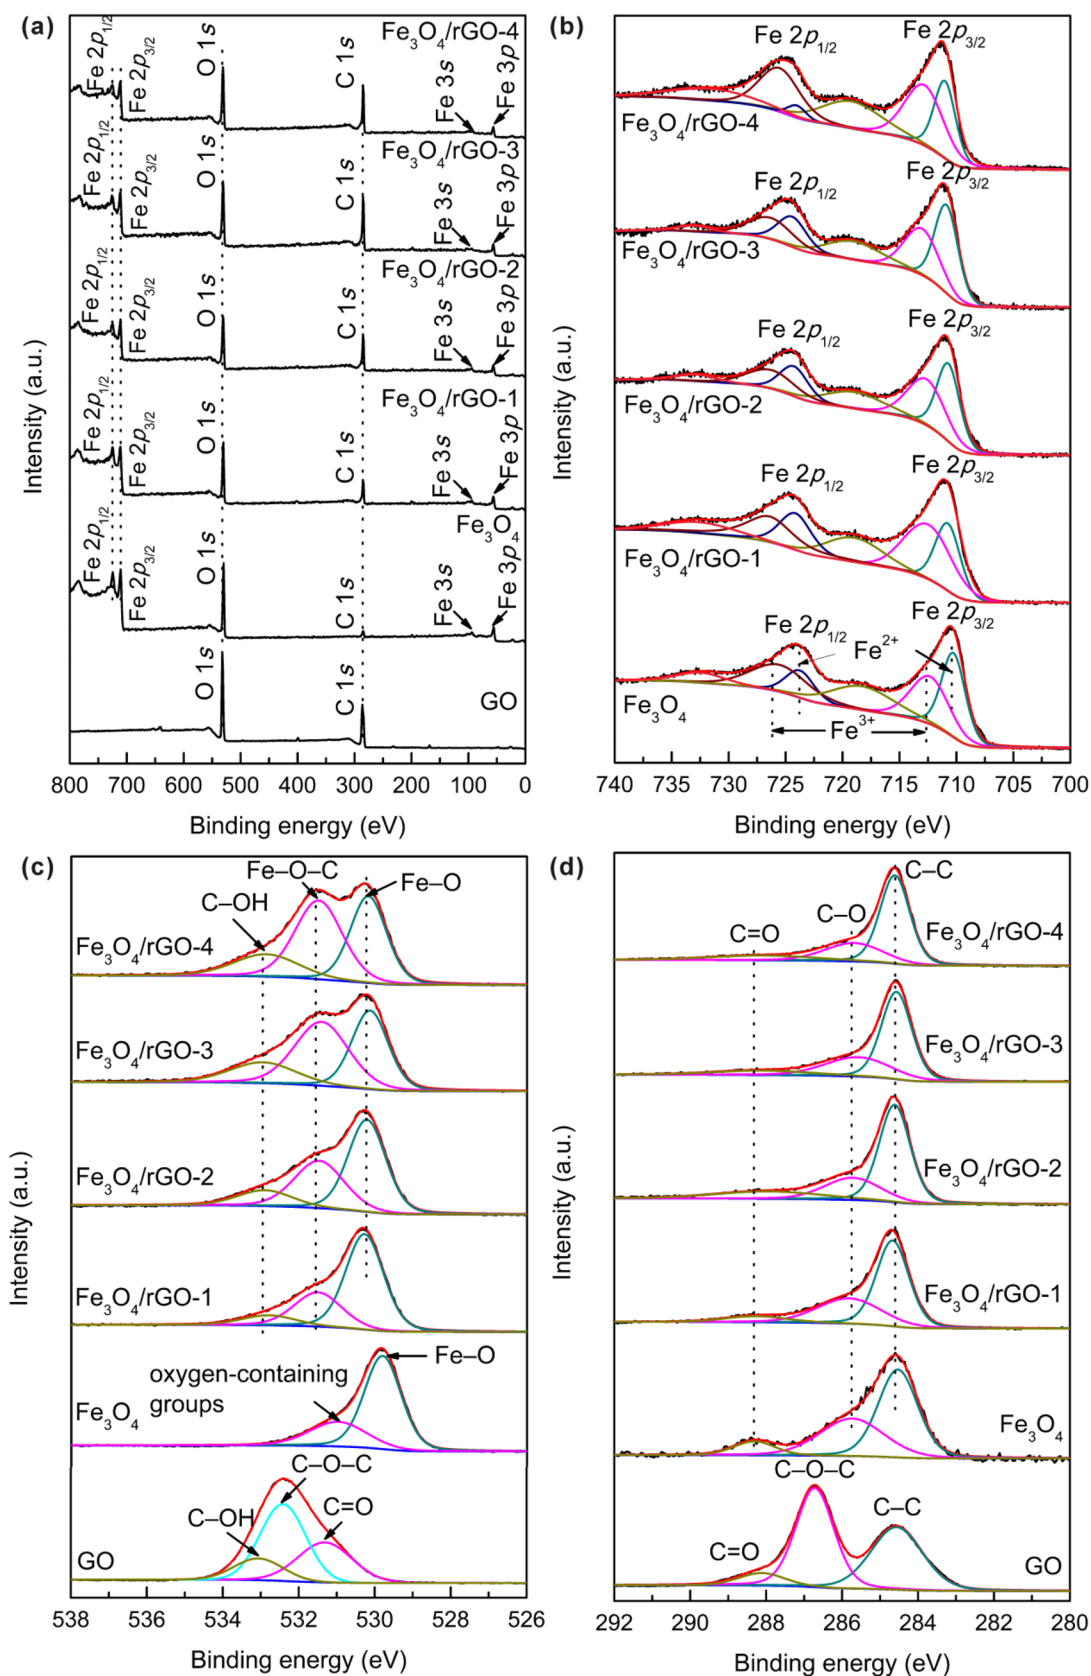 (a)
Fe 2p1/2
Fe 2p3/2
O 1s
C 1s
Fe 3s
Fe 3p
Fe3O4/rGO-4
Fe 2p1/2
Fe 2p3/2
O 1s
C 1s
Fe 3s
Fe 3p
Fe3O4/rGO-3
Fe 2p1/2
Fe 2p3/2
O 1s
C 1s
Fe 3s
Fe 3p
Fe3O4/rGO-2
Fe 2p1/2
Fe 2p3/2
O 1s
C 1s
Fe 3s
Fe 3p
Fe3O4/rGO-1
Fe 2p1/2
Fe 2p3/2
O 1s
C 1s
Fe 3s
Fe 3p
Fe3O4
O 1s
C 1s
GO
Intensity (a.u.)
800 700 600 500 400 300 200 100 0
Binding energy (eV)
(b)
Fe 2p1/2
Fe 2p3/2
Fe3O4/rGO-4
Fe 2p1/2
Fe 2p3/2
Fe3O4/rGO-3
Fe 2p1/2
Fe 2p3/2
Fe3O4/rGO-2
Fe 2p1/2
Fe 2p3/2
Fe3O4/rGO-1
Fe 2p1/2
Fe 2p3/2
Fe2+
Fe3O4
Fe3+
Intensity (a.u.)
740 735 730 725 720 715 710 705 700
Binding energy (eV)
(c)
Fe–O–C
Fe–O
C–OH
Fe3O4/rGO-4
Fe3O4/rGO-3
Fe3O4/rGO-2
Fe3O4/rGO-1
Fe–O
oxygen-containing
groups
Fe3O4
C–O–C
C=O
C–OH
GO
Intensity (a.u.)
538 536 534 532 530 528 526
Binding energy (eV)
(d)
C–C
C–O
C=O
Fe3O4/rGO-4
Fe3O4/rGO-3
Fe3O4/rGO-2
Fe3O4/rGO-1
Fe3O4
C–O–C
C–C
C=O
GO
Intensity (a.u.)
292 290 288 286 284 282 280
Binding energy (eV)